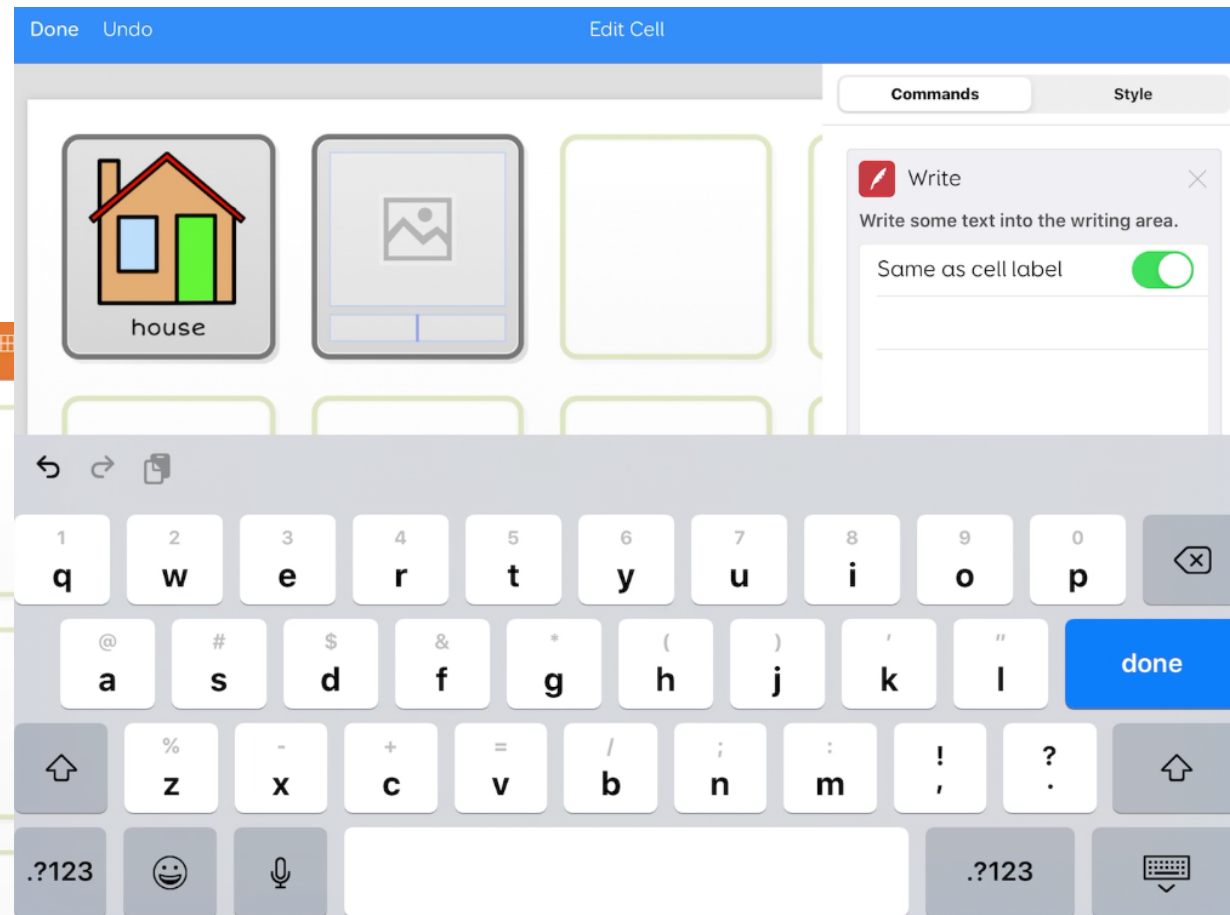 Done Undo Edit Cell
Commands Style
Write
Write some text into the writing area.
Same as cell label
house
1 2 3 4 5 6 7 8 9 0
q w e r t y u i o p
@ # $ & * ( ) ' "
a s d f g h j k l done
% - + = / ; : ! ?
z x c v b n m , .
.?123 .?123